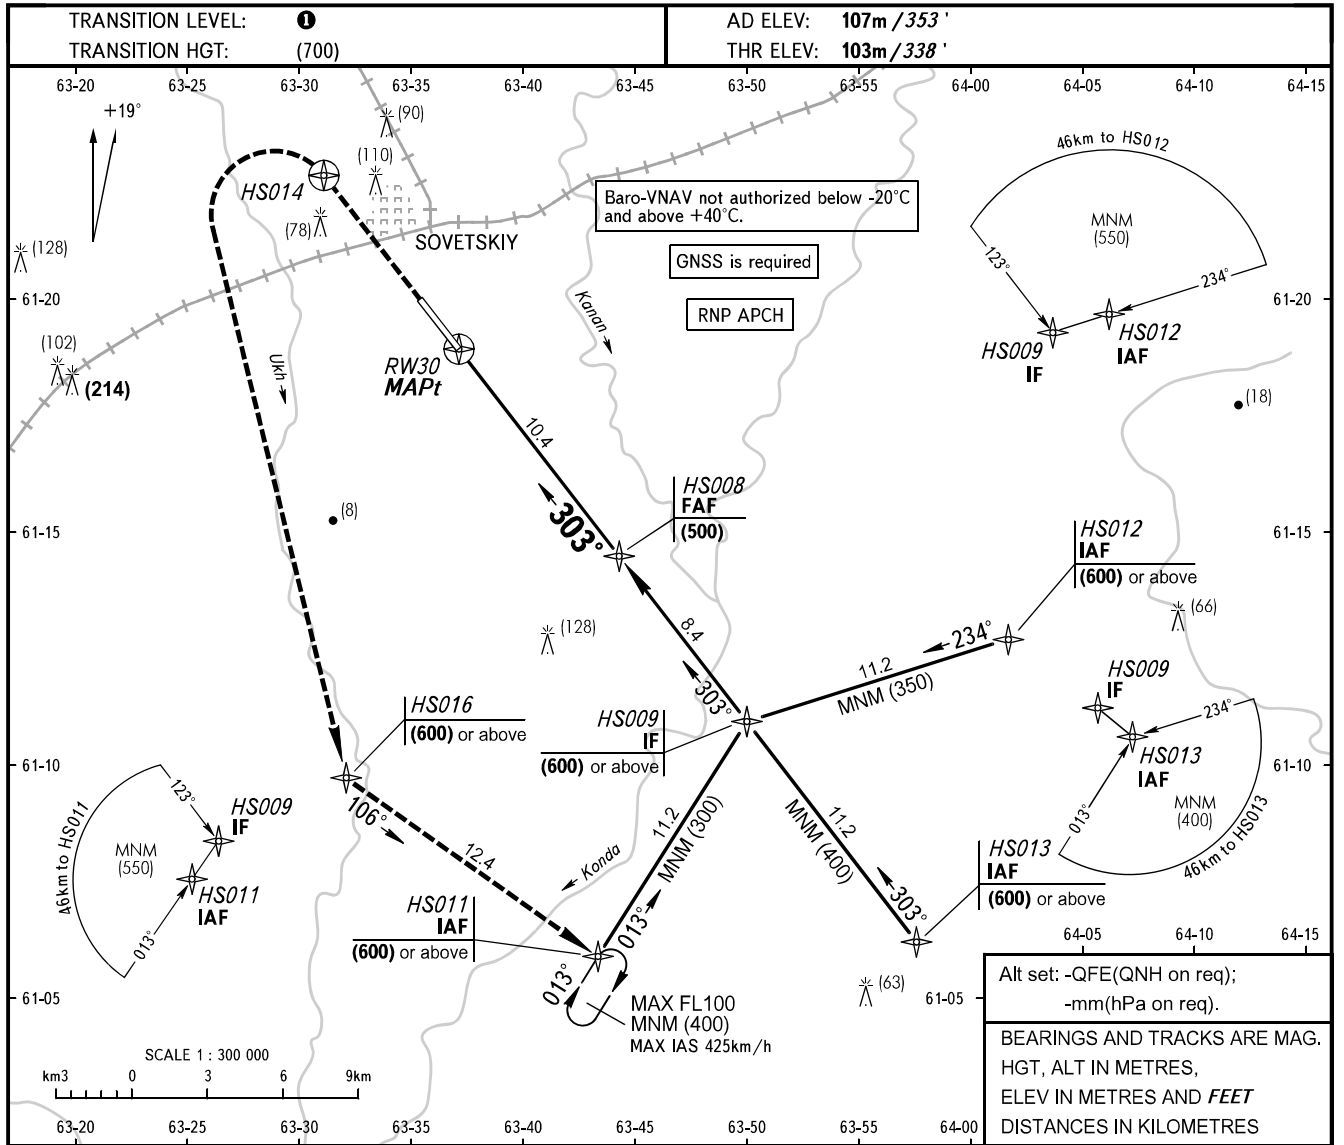 TRANSITION LEVEL: 1
TRANSITION HGT: (700)
AD ELEV: 107m /353 '
THR ELEV: 103m /338 '
63-20 63-25 63-30 63-35 63-40 63-45 64-00 64-05 64-10 64-15
+19°
(90)
(110)
HS014
(78)
SOVETSKIY
(128)
Baro-VNAV not authorized below -20°C
and above +40°C.
GNSS is required
RNP APCH
46km to HS012
MNM
(550)
123°
234°
HS012
IAF
HS009
IF
61-20
61-20
Kanan
Ukh
(102)
(214)
RW30
MAPt
(18)
10.4
HS008
FAF
(500)
303°
(8)
61-15
61-15
HS012
IAF
(600) or above
(66)
(128)
8.4
303°
234°
11.2
MNM (350)
HS009
IF
234°
HS013
IAF
MNM
(400)
013°
46km to HS013
HS016
(600) or above
HS009
IF
(600) or above
61-10
61-10
106°
12.4
123°
HS009
IF
46km to HS011
MNM
(550)
HS011
IAF
013°
11.2
MNM (300)
013°
11.2
MNM (400)
303°
Konda
HS013
IAF
(600) or above
HS011
IAF
(600) or above
013°
MAX FL100
MNM (400)
MAX IAS 425km/h
(63)
64-05 64-10 64-15
61-05
61-05
Alt set: -QFE(QNH on req);
-mm(hPa on req).
BEARINGS AND TRACKS ARE MAG.
HGT, ALT IN METRES,
ELEV IN METRES AND FEET
DISTANCES IN KILOMETRES
SCALE 1 : 300 000
km3 0 3 6 9km
63-20 63-25 63-30 63-35 63-40 63-45 63-50 63-55 64-00